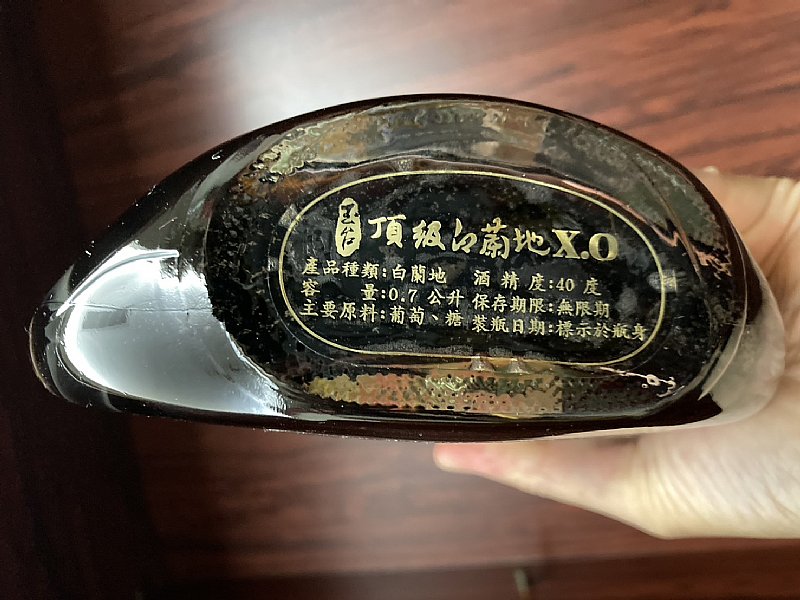 玉谷 頂級白蘭地X.O
產品種類:白蘭地 酒精度:40度
容量:0.7公升 保存期限:無限期
主要原料:葡萄、糖 裝瓶日期:標示於瓶身